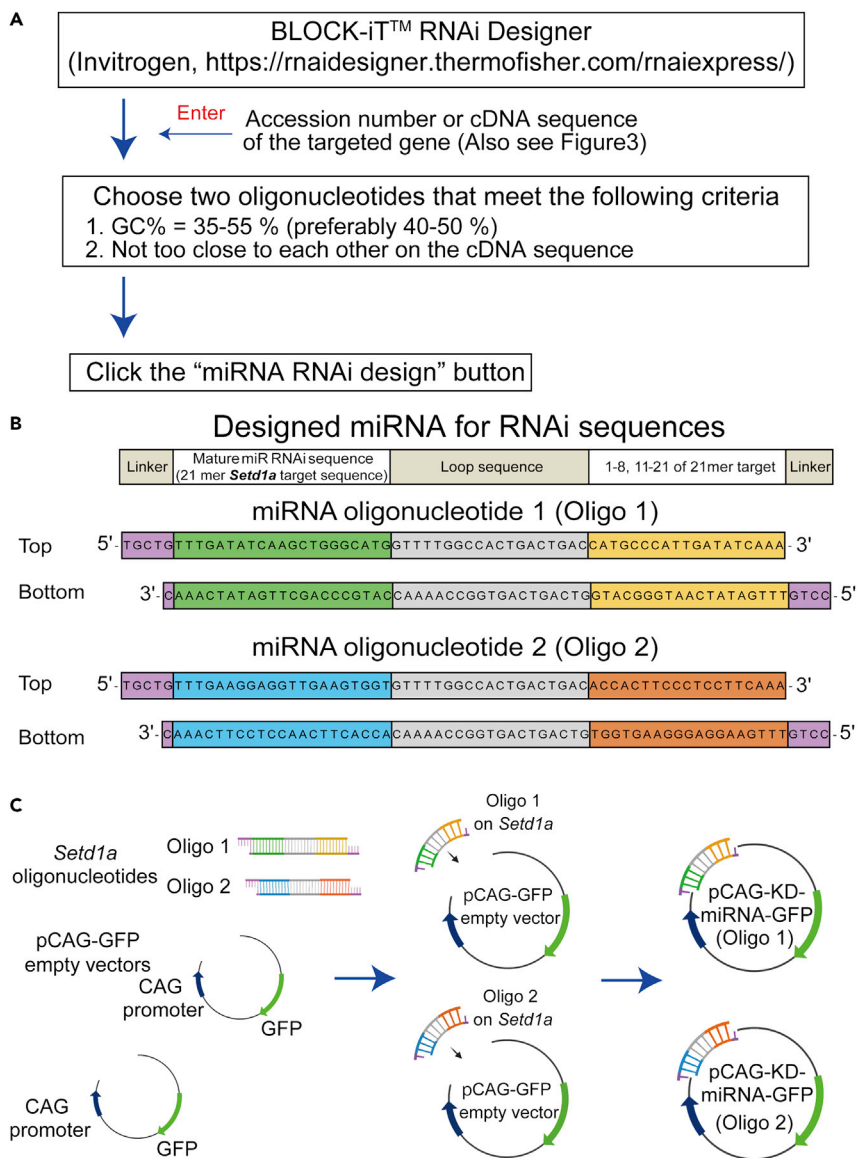 A
BLOCK-iT™ RNAi Designer
(Invitrogen, https://rnaidesigner.thermofisher.com/rnaiexpress/)
Enter
Accession number or cDNA sequence
of the targeted gene (Also see Figure3)
Choose two oligonucleotides that meet the following criteria
1. GC% = 35-55 % (preferably 40-50 %)
2. Not too close to each other on the cDNA sequence
Click the “miRNA RNAi design” button
B
Designed miRNA for RNAi sequences
Linker
Mature miR RNAi sequence
(21 mer Setd1a target sequence)
Loop sequence
1-8, 11-21 of 21mer target
Linker
miRNA oligonucleotide 1 (Oligo 1)
Top 5'- TGCTGTTTGATATCAAGCTGGGCATGGTTTTGGCCACTGACTGACCATGCCCATTGATATCAAA - 3'
Bottom 3'- CAAACTATAGTTCGACCCGTACCAAAACCGGTGACTGACTGGTACGGGTAACTATAGTTTGTCC - 5'
miRNA oligonucleotide 2 (Oligo 2)
Top 5'- TGCTGTTTGAAGGAGGTTGAAGTGGTGTTTTGGCCACTGACTGACACCACTTCCCTCCTTCAAA - 3'
Bottom 3'- CAAACTTCCTCCAACTTCACCACAAAACCGGTGACTGACTGTGGTGAAGGGAGGAAGTTTGTCC - 5'
C
Setd1a
oligonucleotides
Oligo 1
Oligo 2
pCAG-GFP
empty vectors
CAG
promoter
GFP
CAG
promoter
GFP
Oligo 1
on Setd1a
pCAG-GFP
empty vector
Oligo 2
on Setd1a
pCAG-GFP
empty vector
pCAG-KD-
miRNA-GFP
(Oligo 1)
pCAG-KD-
miRNA-GFP
(Oligo 2)